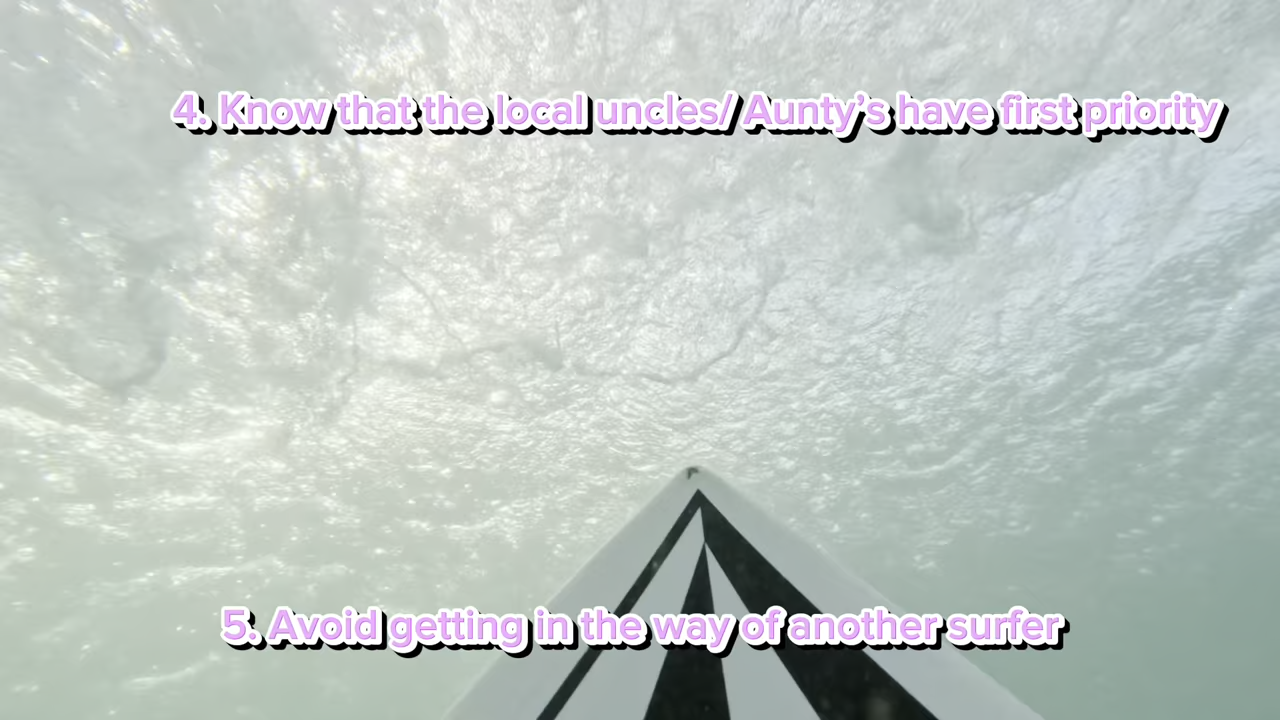 4. Know that the local uncles/ Aunty's have first priority
5. Avoid getting in the way of another surfer